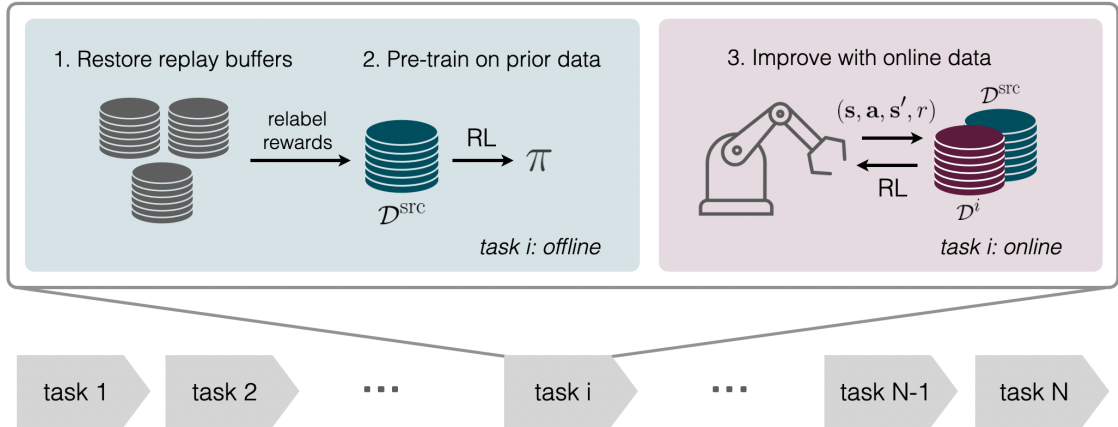 1. Restore replay buffers
2. Pre-train on prior data
relabel
rewards
RL
π
𝒟^src
task i: offline
3. Improve with online data
(s, a, s′, r)
𝒟^src
RL
𝒟^i
task i: online
task 1
task 2
...
task i
...
task N-1
task N